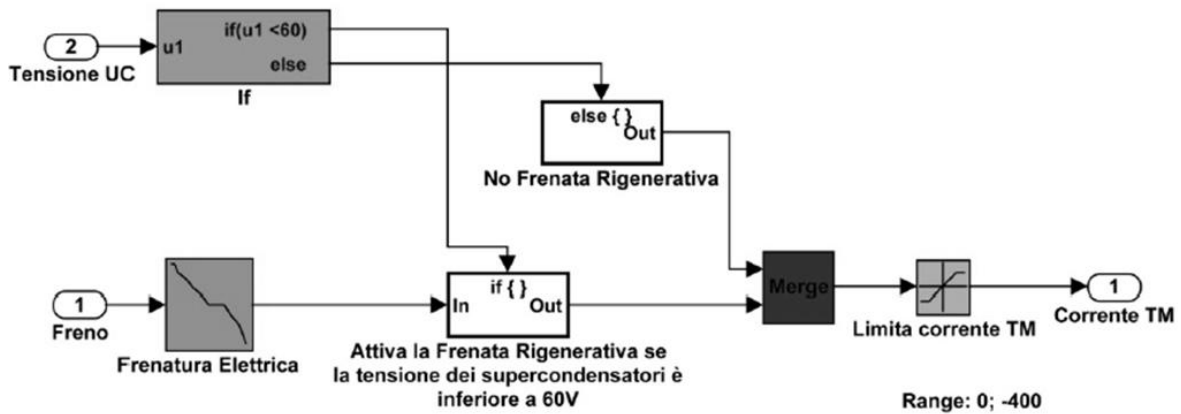 2
Tensione UC
u1
if(u1 <60)
else
If
else { }
Out
No Frenata Rigenerativa
1
Freno
Frenatura Elettrica
if { }
In
Out
Attiva la Frenata Rigenerativa se
la tensione dei supercondensatori è
inferiore a 60V
Merge
Limita corrente TM
1
Corrente TM
Range: 0; -400